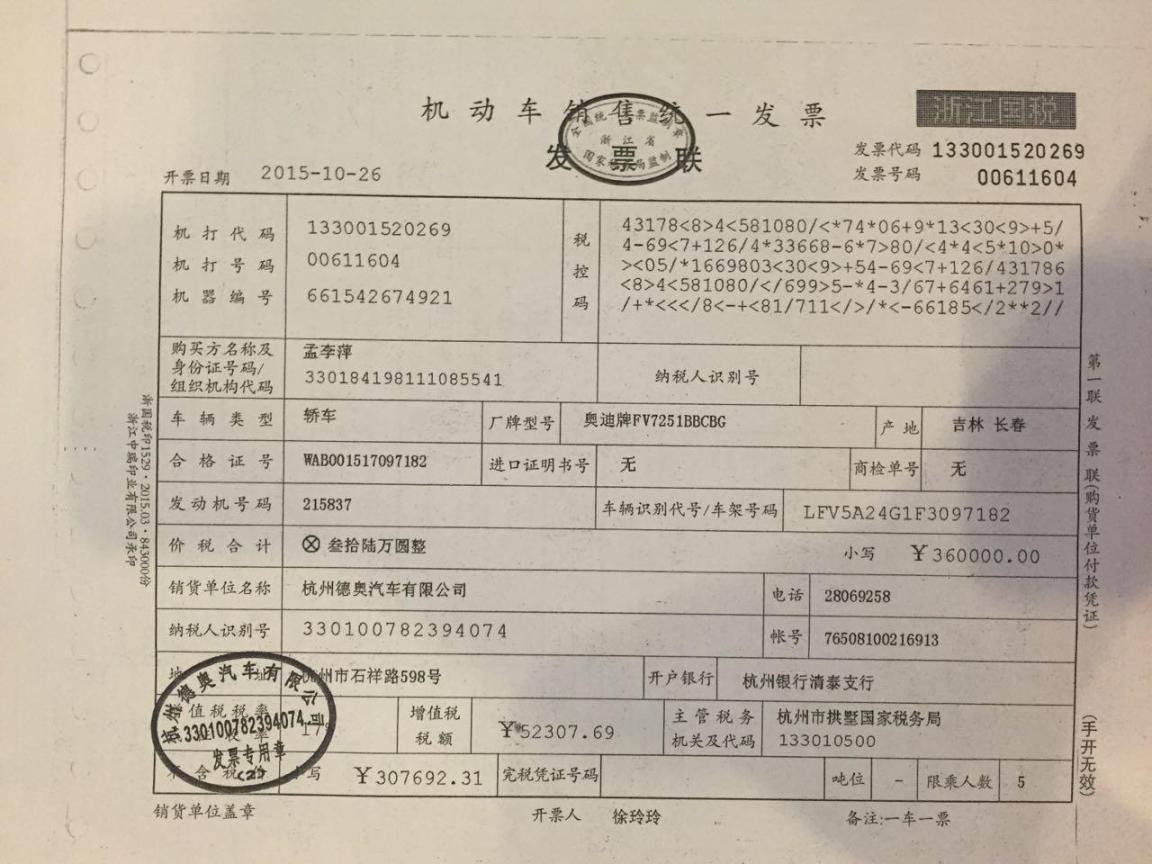 浙江国税
机动车销售统一发票
发票联
发票代码 133001520269
发票号码 00611604
开票日期 2015-10-26
机打代码 133001520269
机打号码 00611604
机器编号 661542674921
税控码
43178<8>4<581080/<*74*06+9*13<30<9>+5/
4-69<7+126/4*33668-6*7>80/<4*4<5*10>0*
><05/*1669803<30<9>+54-69<7+126/431786
<8>4<581080/</699>5-*4-3/67+6461+279>1
/+*<<</8<-+<81/711</>/*<-66185</2**2//
购买方名称及
身份证号码/
组织机构代码
孟李萍
330184198111085541
纳税人识别号
车辆类型 轿车 厂牌型号 奥迪牌FV7251BBCBG 产地 吉林 长春
合格证号 WAB001517097182 进口证明书号 无 商检单号 无
发动机号码 215837 车辆识别代号/车架号码 LFV5A24G1F3097182
价税合计 ⊗ 叁拾陆万圆整 小写 ￥360000.00
销货单位名称 杭州德奥汽车有限公司 电话 28069258
纳税人识别号 330100782394074 帐号 76508100216913
地址 杭州市石祥路598号 开户银行 杭州银行清泰支行
值税税率 17 增值税税额 ￥52307.69 主管税务机关及代码 杭州市拱墅国家税务局
133010500
不含税 小写 ￥307692.31 完税凭证号码 吨位 - 限乘人数 5
销货单位盖章 开票人 徐玲玲 备注:一车一票
杭州德奥汽车有限公司
330100782394074
发票专用章
(2)
第一联 发票联(购货单位付款凭证)
(手开无效)
浙国税印1529·2015.03·843000份
浙江中瑞印业有限公司承印
浙江省
国家税务局监制